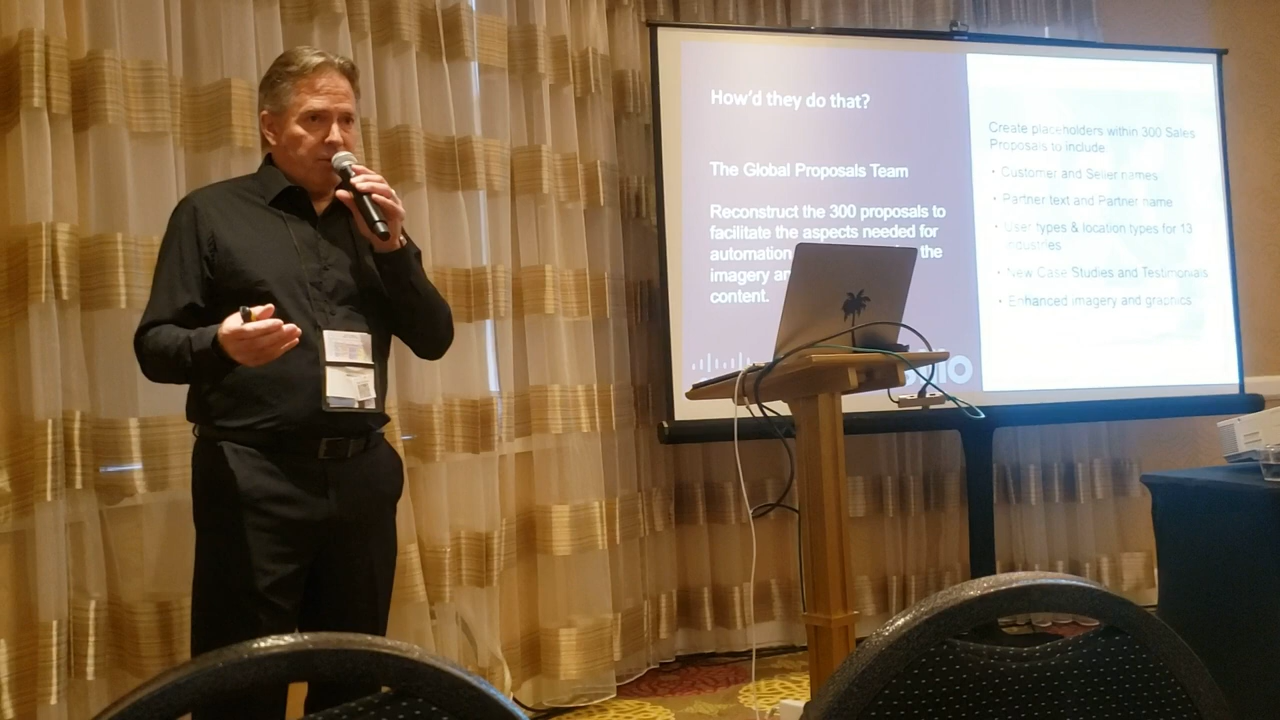 How'd they do that?
The Global Proposals Team
Reconstruct the 300 proposals to
facilitate the aspects needed for
automation the
imagery an
content.
Create placeholders within 300 Sales
Proposals to include
• Customer and Seller names
• Partner text and Partner name
• User types & location types for 13
industries
• New Case Studies and Testimonials
• Enhanced imagery and graphics